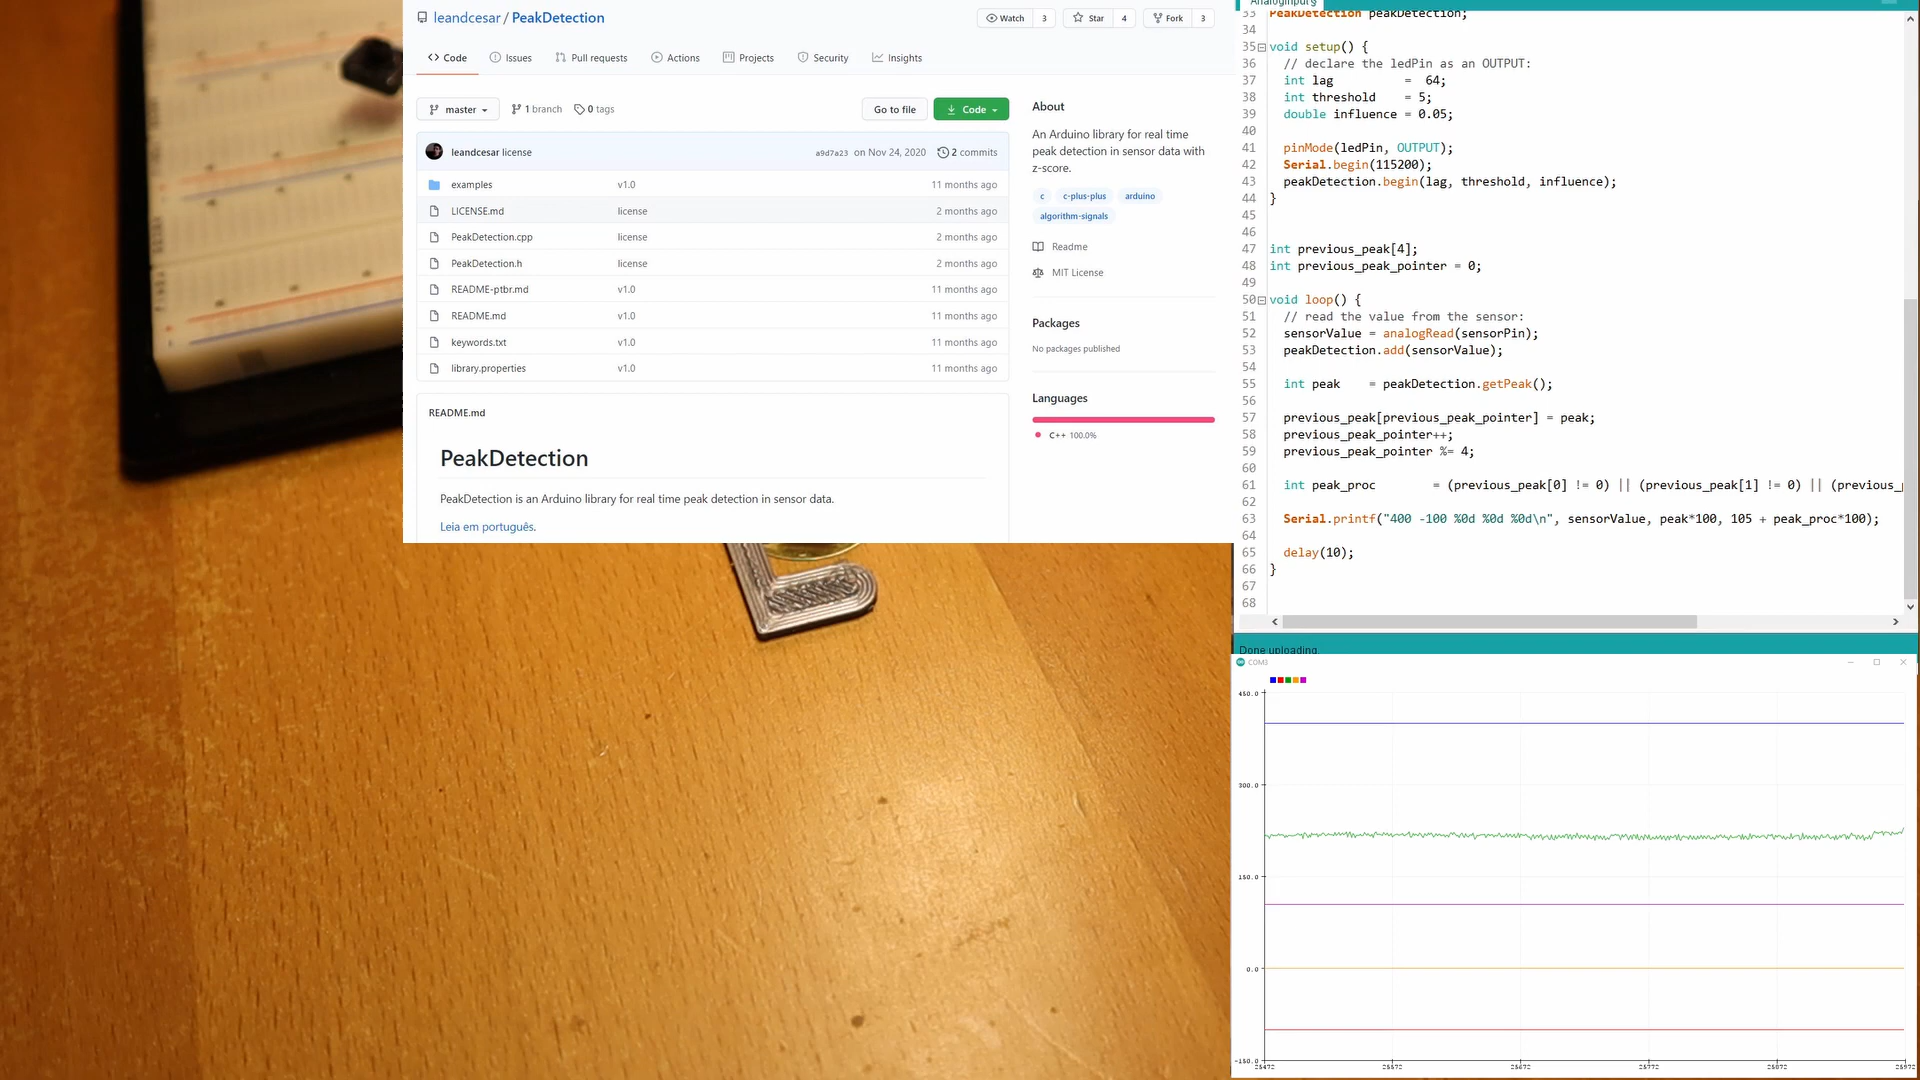 leandcesar / PeakDetection
Watch 3
Star 4
Fork 3
Code
Issues
Pull requests
Actions
Projects
Security
Insights
master
1 branch
0 tags
Go to file
Code
leandcesar license
a9d7a23 on Nov 24, 2020
2 commits
examples v1.0 11 months ago
LICENSE.md license 2 months ago
PeakDetection.cpp license 2 months ago
PeakDetection.h license 2 months ago
README-ptbr.md v1.0 11 months ago
README.md v1.0 11 months ago
keywords.txt v1.0 11 months ago
library.properties v1.0 11 months ago
README.md
PeakDetection
PeakDetection is an Arduino library for real time peak detection in sensor data.
Leia em português.
About
An Arduino library for real time
peak detection in sensor data with
z-score.
c c-plus-plus arduino
algorithm-signals
Readme
MIT License
Packages
No packages published
Languages
C++ 100.0%
33 PeakDetection peakDetection;
34
35 void setup() {
36 // declare the ledPin as an OUTPUT:
37 int lag = 64;
38 int threshold = 5;
39 double influence = 0.05;
40
41 pinMode(ledPin, OUTPUT);
42 Serial.begin(115200);
43 peakDetection.begin(lag, threshold, influence);
44 }
45
46
47 int previous_peak[4];
48 int previous_peak_pointer = 0;
49
50 void loop() {
51 // read the value from the sensor:
52 sensorValue = analogRead(sensorPin);
53 peakDetection.add(sensorValue);
54
55 int peak = peakDetection.getPeak();
56
57 previous_peak[previous_peak_pointer] = peak;
58 previous_peak_pointer++;
59 previous_peak_pointer %= 4;
60
61 int peak_proc = (previous_peak[0] != 0) || (previous_peak[1] != 0) || (previous_
62
63 Serial.printf("400 -100 %0d %0d %0d\n", sensorValue, peak*100, 105 + peak_proc*100);
64
65 delay(10);
66 }
67
68
Done uploading.
COM3
450.0
300.0
150.0
0.0
-150.0
25472 25572 25672 25772 25872 25972